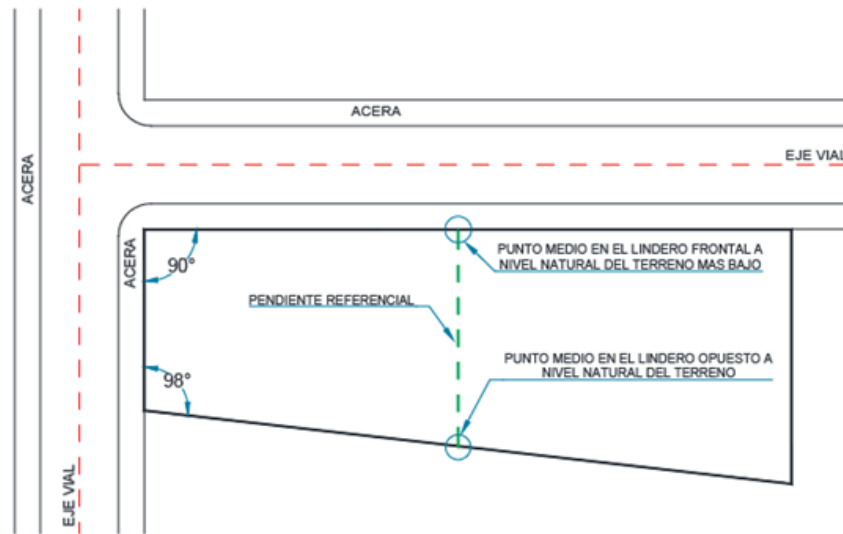 ACERA
EJE VIAL
ACERA
ACERA
90°
PUNTO MEDIO EN EL LINDERO FRONTAL A
NIVEL NATURAL DEL TERRENO MAS BAJO
PENDIENTE REFERENCIAL
PUNTO MEDIO EN EL LINDERO OPUESTO A
NIVEL NATURAL DEL TERRENO
98°
EJE VIAL